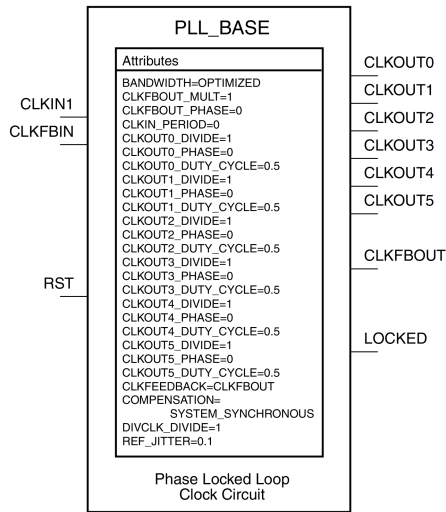 PLL_BASE
Attributes
BANDWIDTH=OPTIMIZED
CLKFBOUT_MULT=1
CLKFBOUT_PHASE=0
CLKIN_PERIOD=0
CLKOUT0_DIVIDE=1
CLKOUT0_PHASE=0
CLKOUT0_DUTY_CYCLE=0.5
CLKOUT1_DIVIDE=1
CLKOUT1_PHASE=0
CLKOUT1_DUTY_CYCLE=0.5
CLKOUT2_DIVIDE=1
CLKOUT2_PHASE=0
CLKOUT2_DUTY_CYCLE=0.5
CLKOUT3_DIVIDE=1
CLKOUT3_PHASE=0
CLKOUT3_DUTY_CYCLE=0.5
CLKOUT4_DIVIDE=1
CLKOUT4_PHASE=0
CLKOUT4_DUTY_CYCLE=0.5
CLKOUT5_DIVIDE=1
CLKOUT5_PHASE=0
CLKOUT5_DUTY_CYCLE=0.5
CLKFEEDBACK=CLKFBOUT
COMPENSATION=
SYSTEM_SYNCHRONOUS
DIVCLK_DIVIDE=1
REF_JITTER=0.1
CLKIN1
CLKFBIN
RST
CLKOUT0
CLKOUT1
CLKOUT2
CLKOUT3
CLKOUT4
CLKOUT5
CLKFBOUT
LOCKED
Phase Locked Loop
Clock Circuit